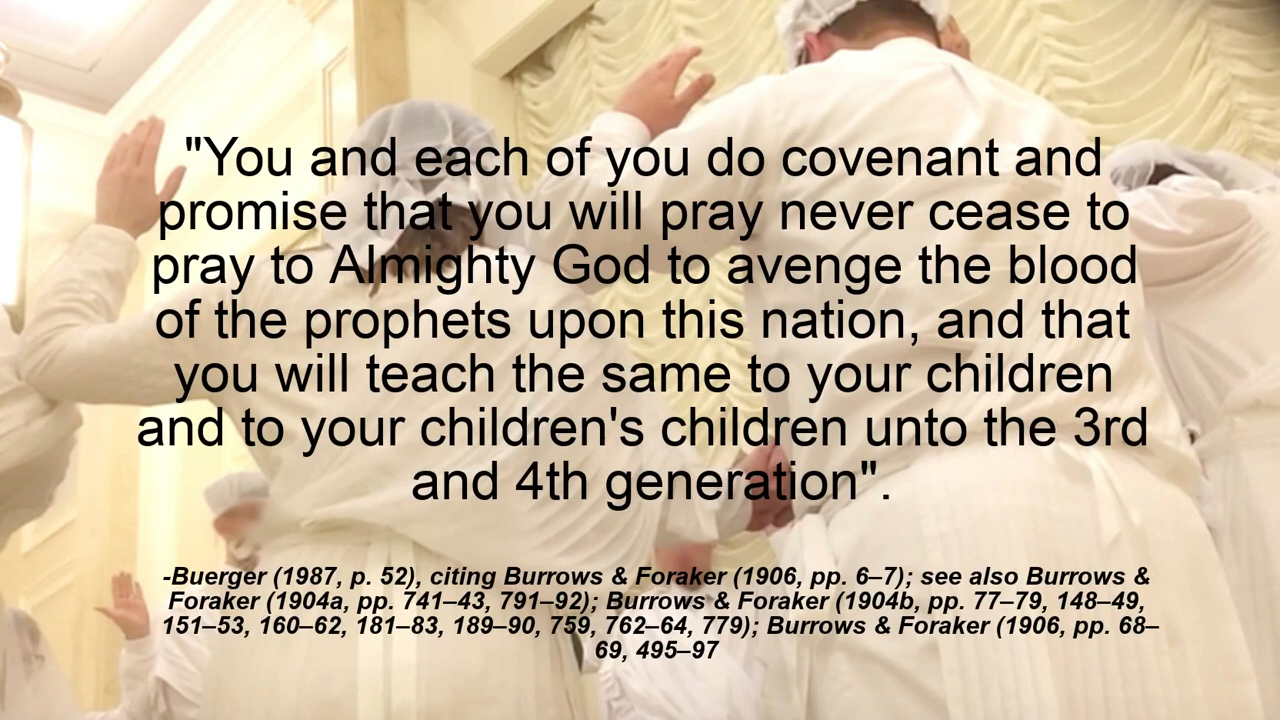 "You and each of you do covenant and
promise that you will pray never cease to
pray to Almighty God to avenge the blood
of the prophets upon this nation, and that
you will teach the same to your children
and to your children's children unto the 3rd
and 4th generation".
-Buerger (1987, p. 52), citing Burrows & Foraker (1906, pp. 6–7); see also Burrows &
Foraker (1904a, pp. 741–43, 791–92); Burrows & Foraker (1904b, pp. 77–79, 148–49,
151–53, 160–62, 181–83, 189–90, 759, 762–64, 779); Burrows & Foraker (1906, pp. 68–
69, 495–97